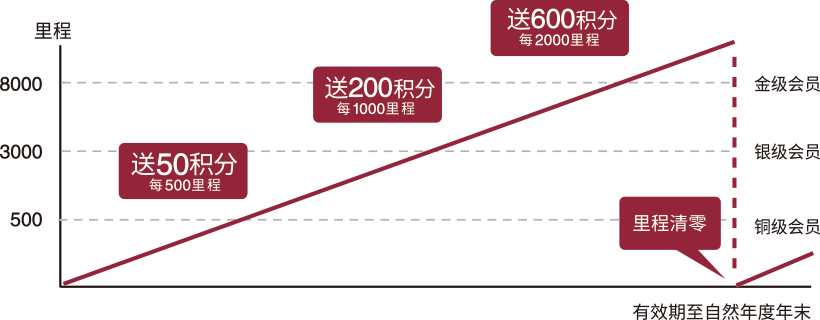 里程
送600积分
每2000里程
8000
金级会员
送200积分
每1000里程
3000
银级会员
送50积分
每500里程
500
铜级会员
里程清零
有效期至自然年度年末